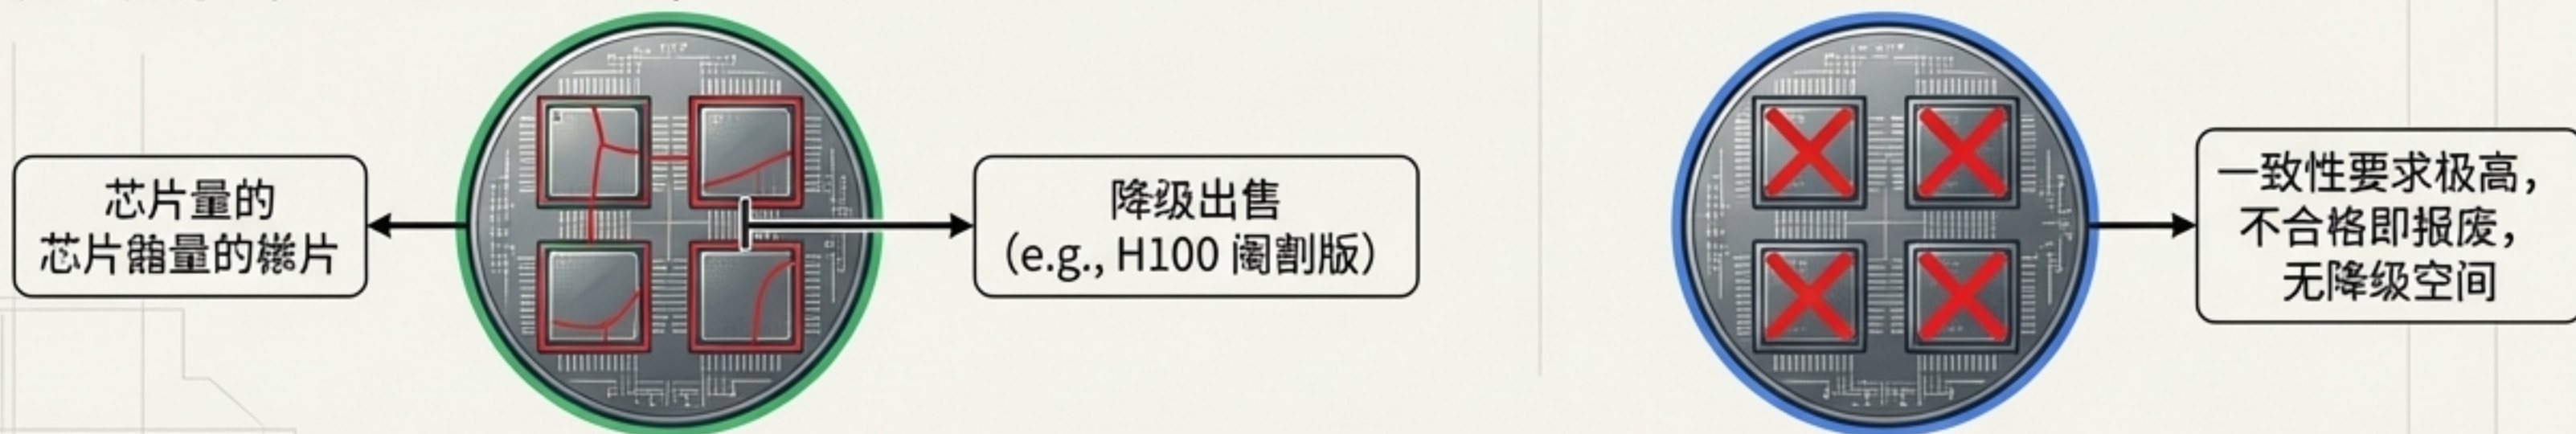 芯片量的
芯片量的片
降级出售
(e.g., H100 割版)
一致性要求极高，
不合格即报废，
无降级空间